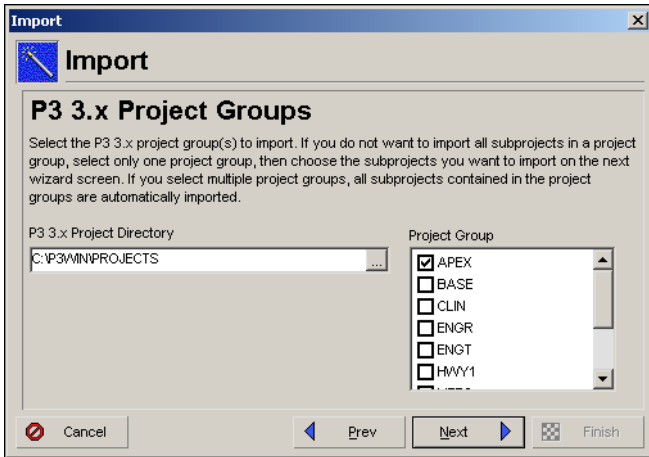 Import
Import
P3 3.x Project Groups
Select the P3 3.x project group(s) to import. If you do not want to import all subprojects in a project
group, select only one project group, then choose the subprojects you want to import on the next
wizard screen. If you select multiple project groups, all subprojects contained in the project
groups are automatically imported.
P3 3.x Project Directory
Project Group
C:\P3WIN\PROJECTS
...
APEX
BASE
CLIN
ENGR
ENGT
HWY1
Cancel
Prev
Next
Finish